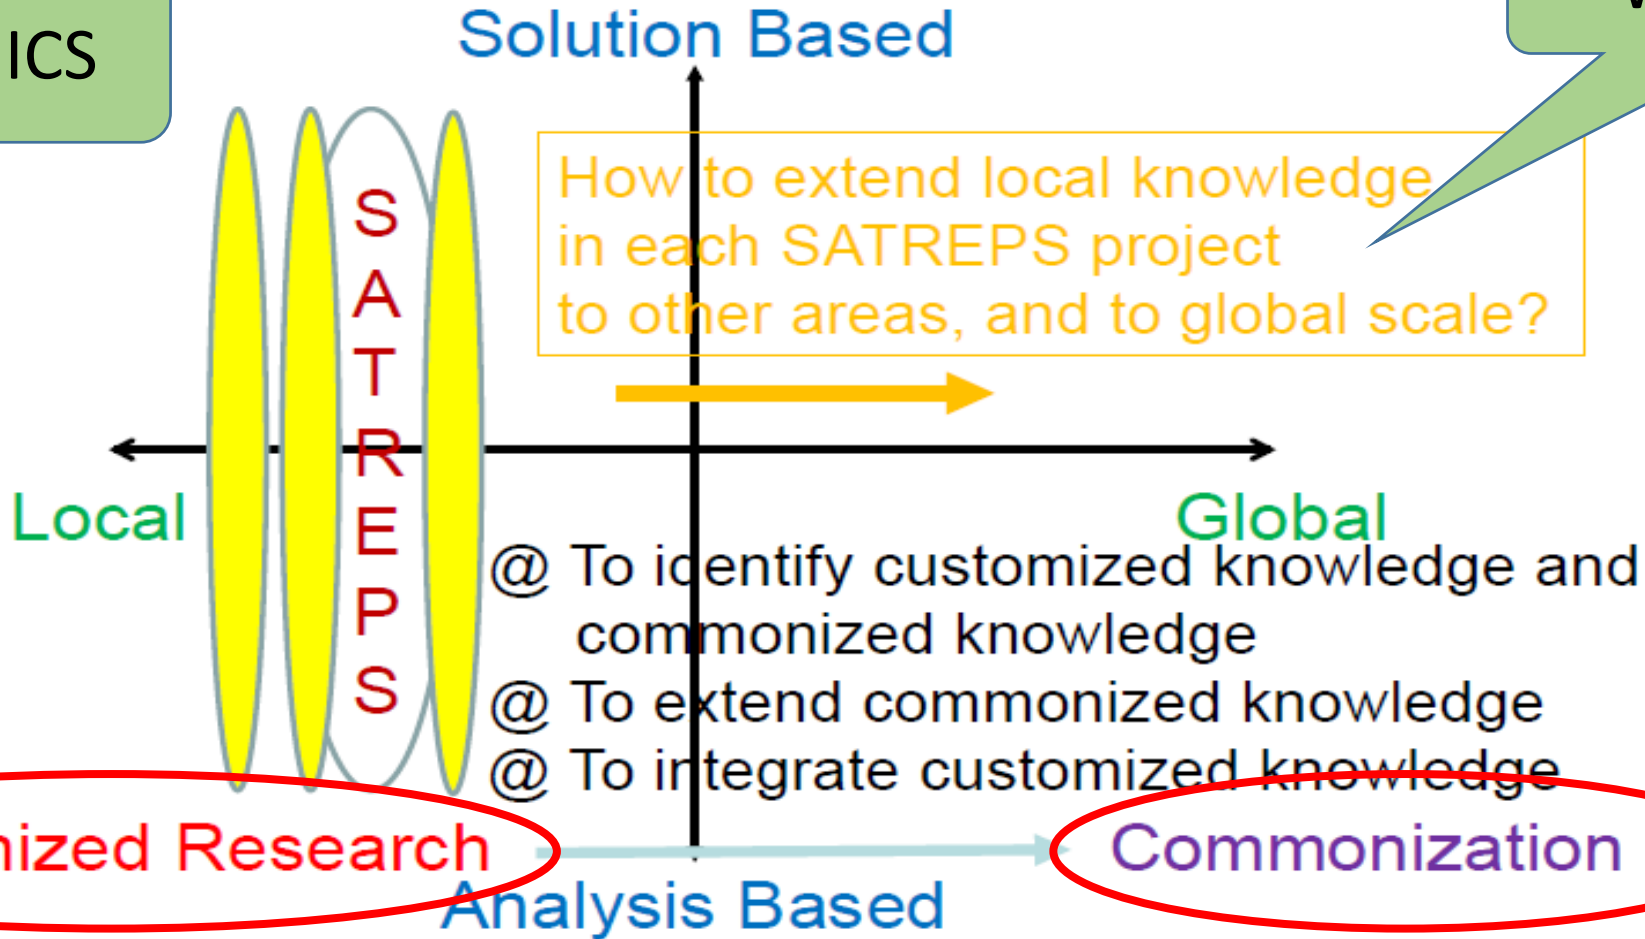 Solution Based
ICS
How to extend local knowledge
in each SATREPS project
to other areas, and to global scale?
S
A
T
R
E
P
S
Local
Global
@ To identify customized knowledge and
commonized knowledge
@ To extend commonized knowledge
@ To integrate customized knowledge
Research
Commonization
Analysis Based